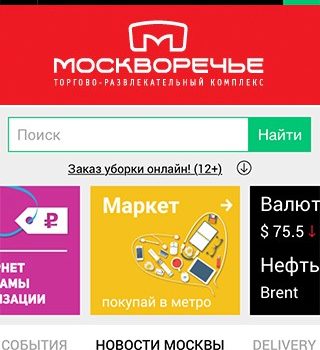 МОСКВОРЕЧЬЕ
ТОРГОВО-РАЗВЛЕКАТЕЛЬНЫЙ КОМПЛЕКС
Поиск Найти
Заказ уборки онлайн! (12+)
₽
РНЕТ
АМЫ
ИЗАЦИИ
Маркет →
покупай в метро
Валют
$ 75.5 ↓
Нефть
Brent
СОБЫТИЯ НОВОСТИ МОСКВЫ DELIVERY